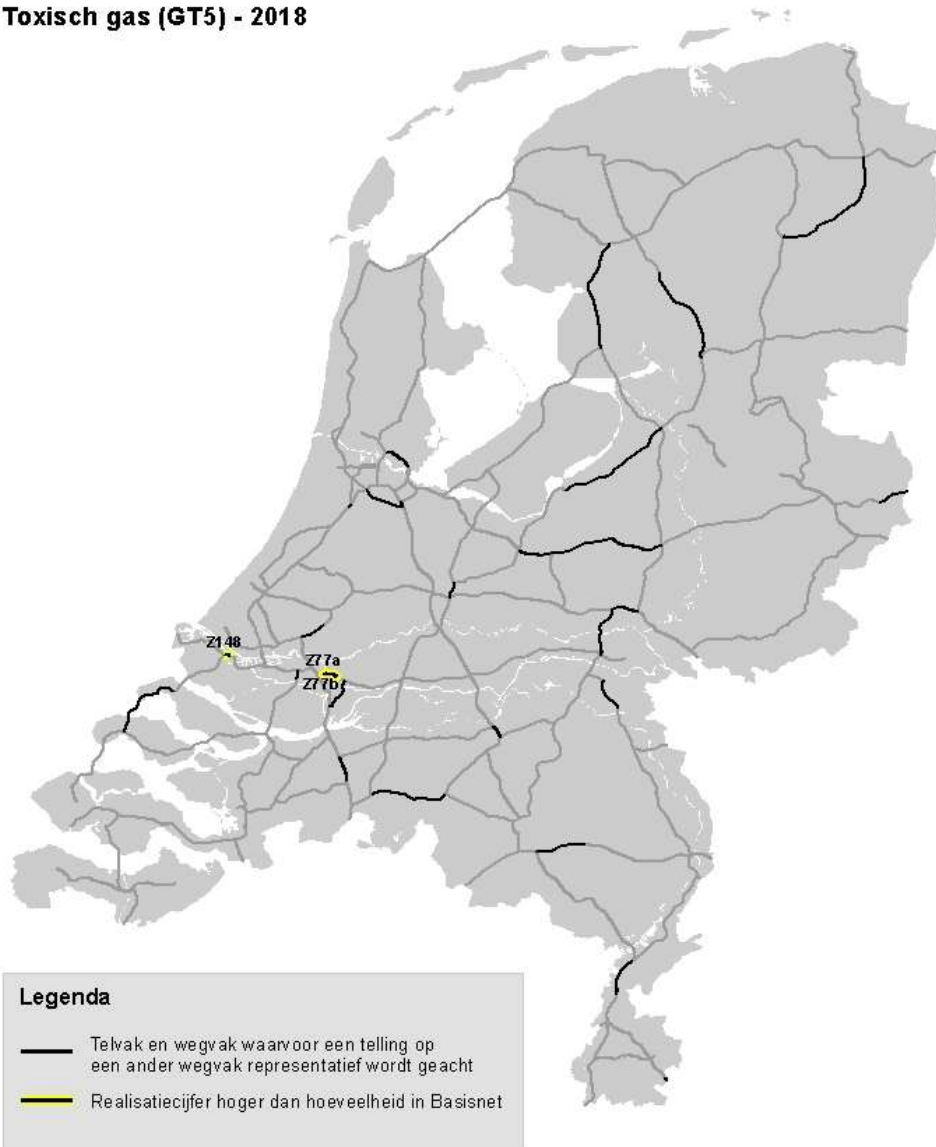 Toxisch gas (GT5) - 2018
Z148
Z77a
Z77b
Legenda
Telvak en wegvak waarvoor een telling op
een ander wegvak representatief wordt geacht
Realisatiecijfer hoger dan hoeveelheid in Basisnet